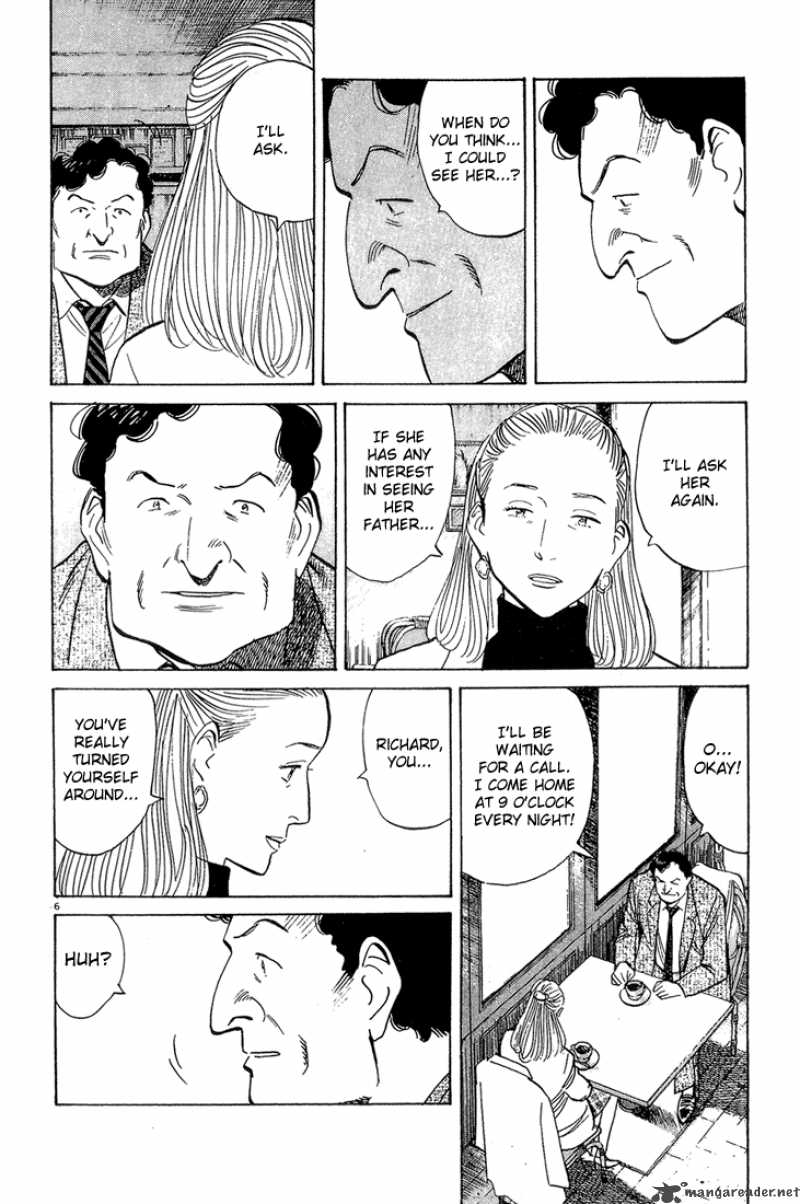 WHEN DO
YOU THINK...
I COULD
SEE HER...?
I'LL
ASK.
I'LL ASK
HER
AGAIN.
IF SHE
HAS ANY
INTEREST
IN SEEING
HER
FATHER...
O...
OKAY!
I'LL BE
WAITING
FOR A CALL.
I COME HOME
AT 9 O'CLOCK
EVERY NIGHT!
RICHARD,
YOU...
YOU'VE
REALLY
TURNED
YOURSELF
AROUND...
6
HUH?
mangareader.net